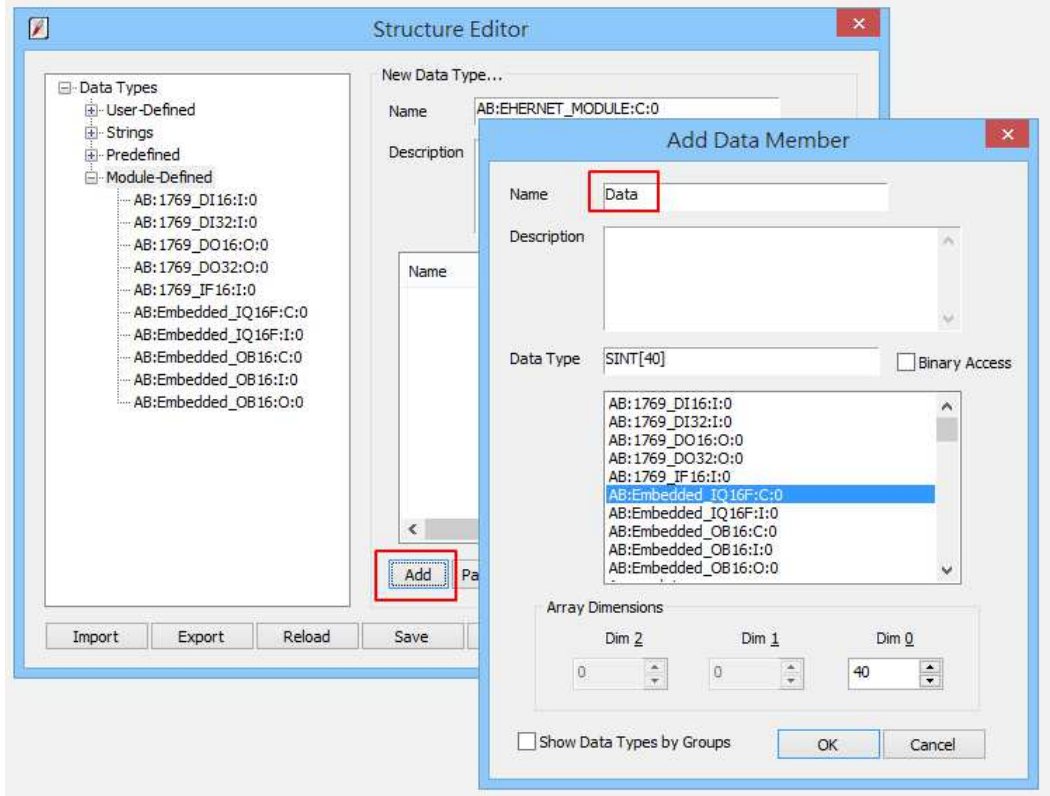 Structure Editor
Data Types
User-Defined
Strings
Predefined
Module-Defined
AB:1769_DI16:I:0
AB:1769_DI32:I:0
AB:1769_DO16:O:0
AB:1769_DO32:O:0
AB:1769_IF16:I:0
AB:Embedded_IQ16F:C:0
AB:Embedded_IQ16F:I:0
AB:Embedded_OB16:C:0
AB:Embedded_OB16:I:0
AB:Embedded_OB16:O:0
New Data Type...
Name AB:EHERNET_MODULE:C:0
Description
Name
Add Pa
Import Export Reload Save
Add Data Member
Name Data
Description
Data Type SINT[40] Binary Access
AB:1769_DI16:I:0
AB:1769_DI32:I:0
AB:1769_DO16:O:0
AB:1769_DO32:O:0
AB:1769_IF16:I:0
AB:Embedded_IQ16F:C:0
AB:Embedded_IQ16F:I:0
AB:Embedded_OB16:C:0
AB:Embedded_OB16:I:0
AB:Embedded_OB16:O:0
Array Dimensions
Dim 2 Dim 1 Dim 0
0 0 40
Show Data Types by Groups OK Cancel